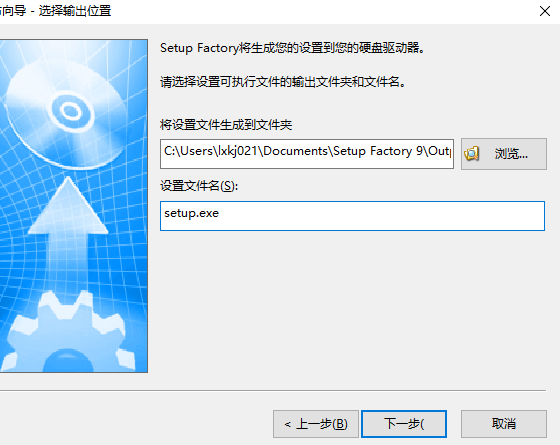 方向导 - 选择输出位置
Setup Factory将生成您的设置到您的硬盘驱动器。
请选择设置可执行文件的输出文件夹和文件名。
将设置文件生成到文件夹
C:\Users\lxkj021\Documents\Setup Factory 9\Outp
浏览...
设置文件名(S):
setup.exe
< 上一步(B)
下一步(
取消